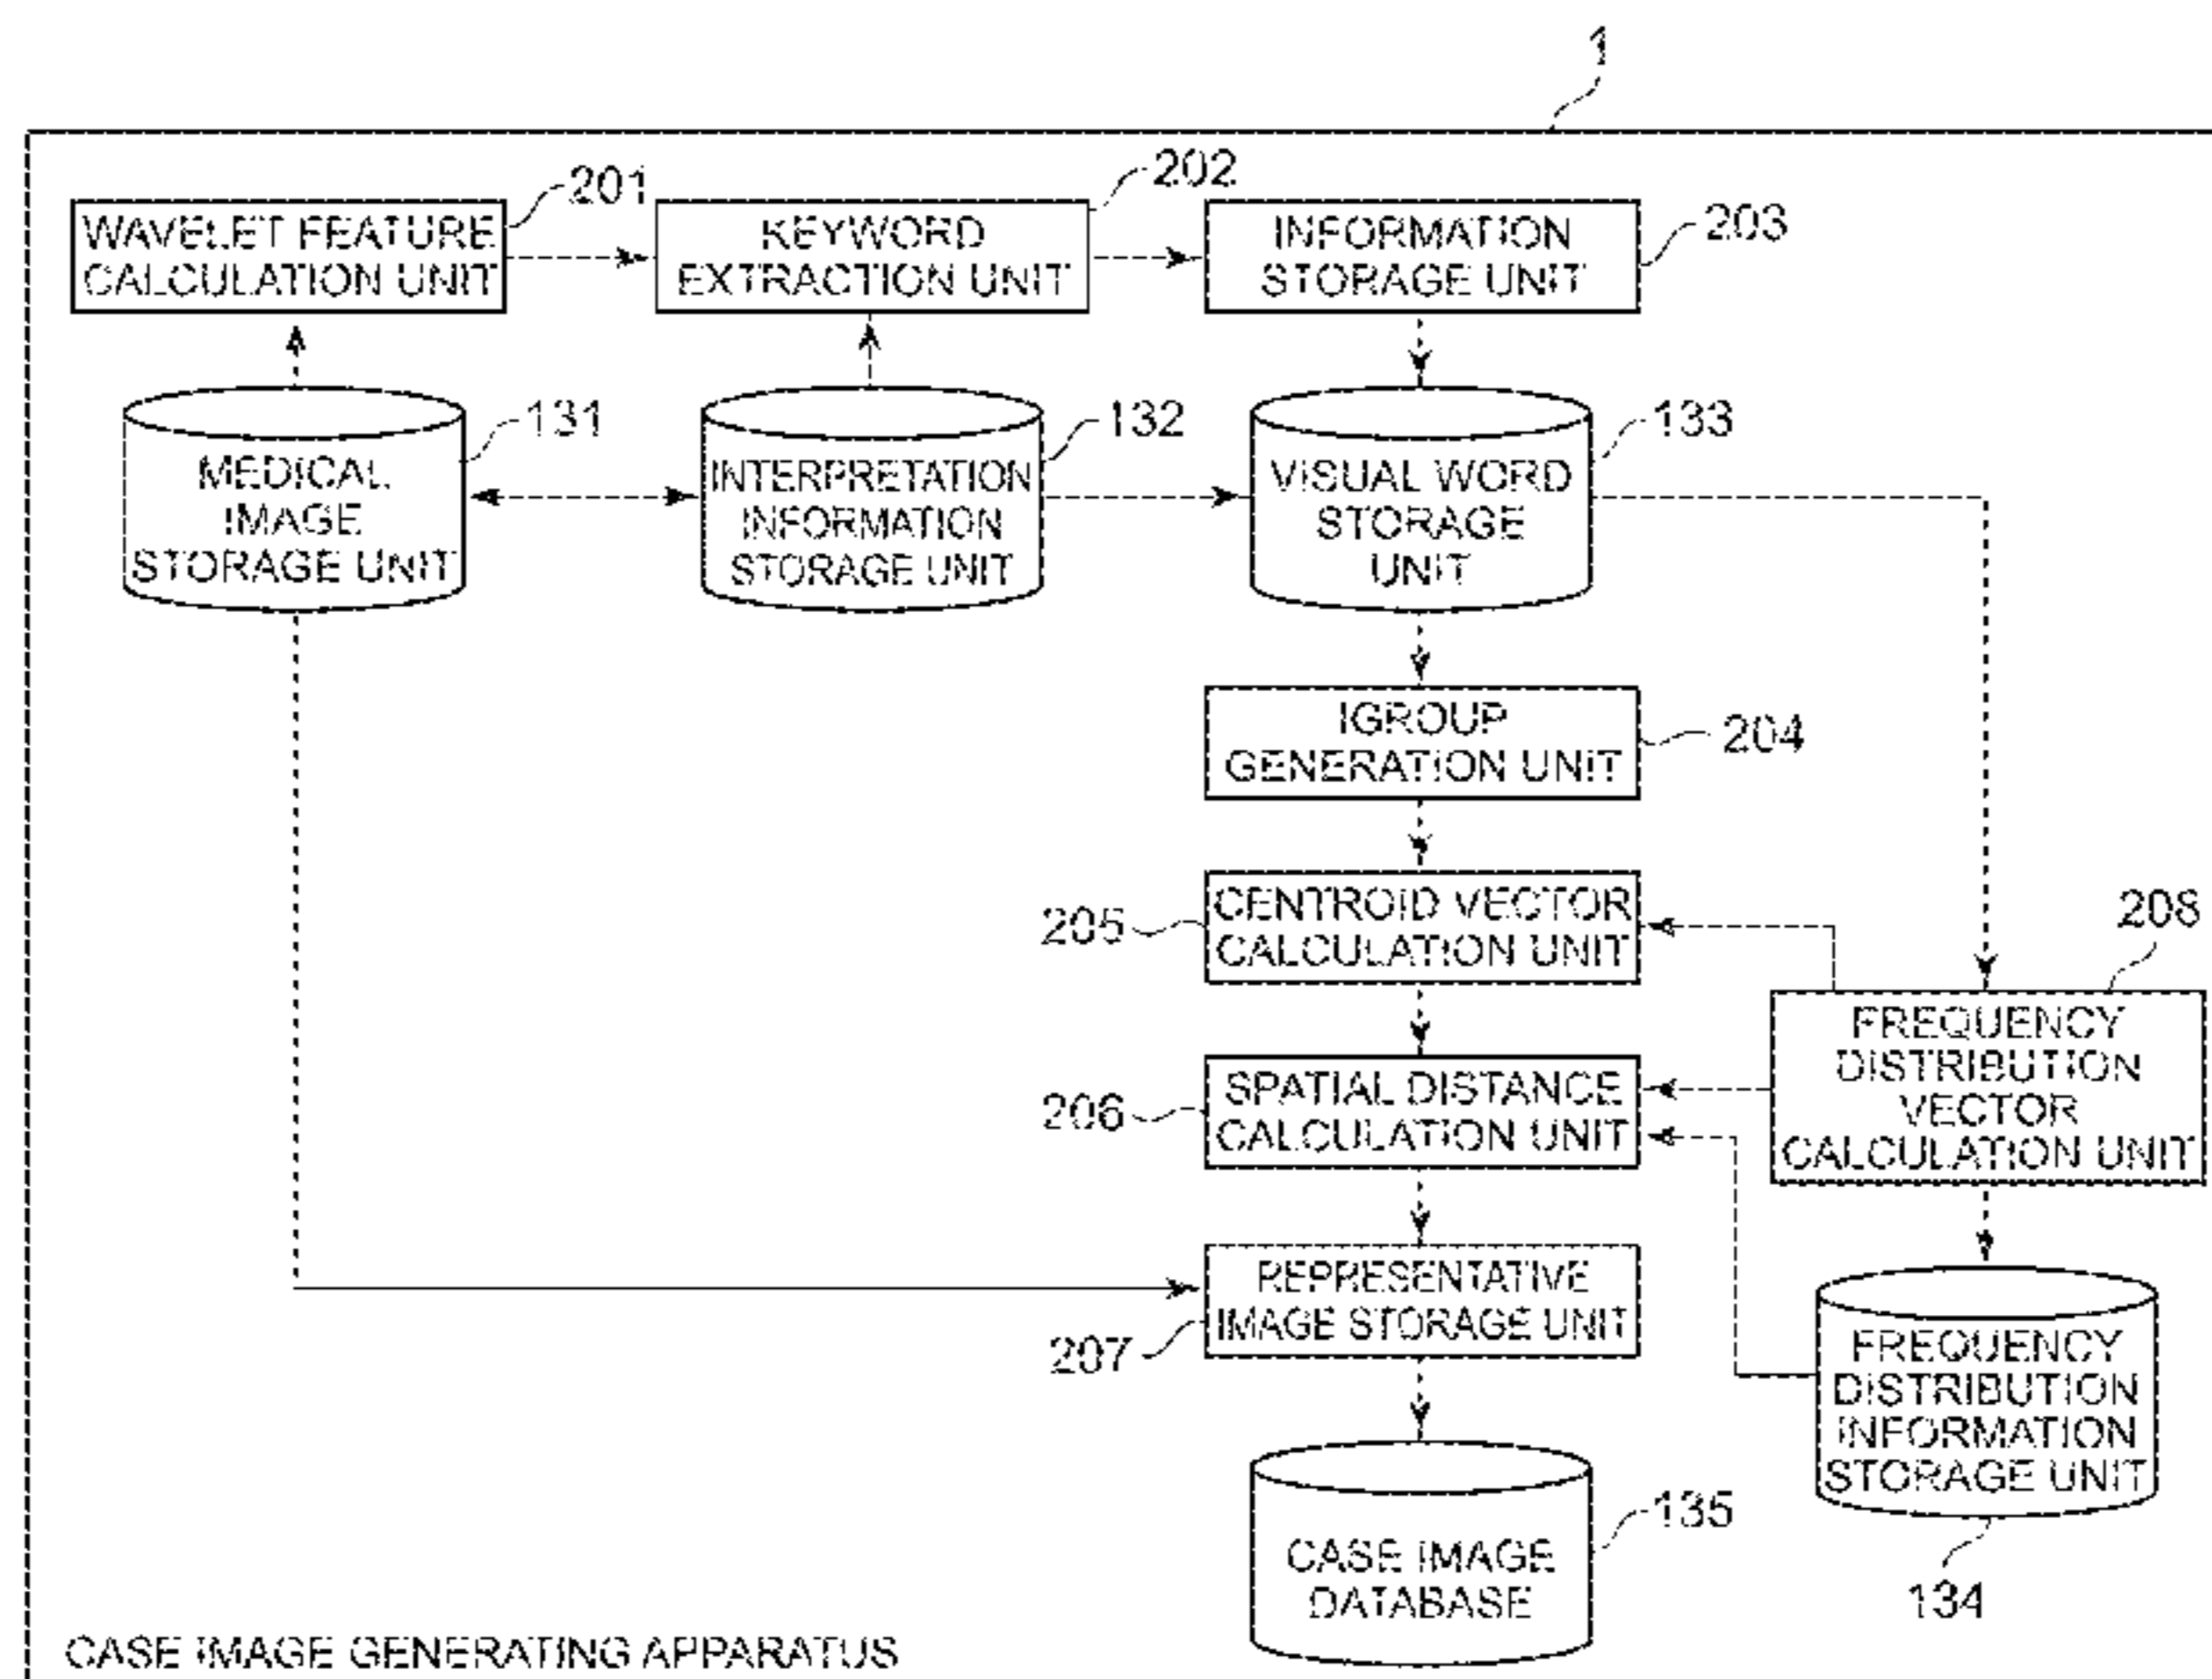 1
201
202
203
WAVELET FEATURE
CALCULATION UNIT
KEYWORD
EXTRACTION UNIT
INFORMATION
STORAGE UNIT
131
132
133
MEDICAL
IMAGE
STORAGE UNIT
INTERPRETATION
INFORMATION
STORAGE UNIT
VISUAL WORD
STORAGE
UNIT
IGROUP
GENERATION UNIT
204
205
CENTROID VECTOR
CALCULATION UNIT
208
206
SPATIAL DISTANCE
CALCULATION UNIT
FREQUENCY
DISTRIBUTION
VECTOR
CALCULATION UNIT
207
REPRESENTATIVE
IMAGE STORAGE UNIT
FREQUENCY
DISTRIBUTION
INFORMATION
STORAGE UNIT
134
135
CASE IMAGE
DATABASE
CASE IMAGE GENERATING APPARATUS